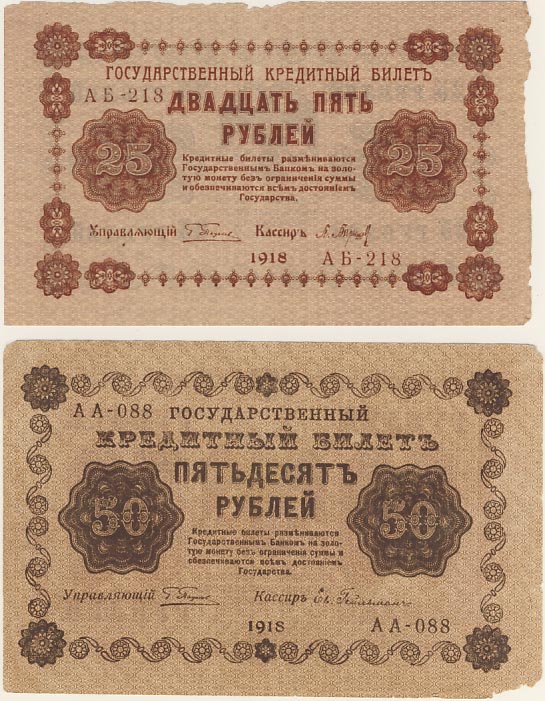 ГОСУДАРСТВЕННЫЙ КРЕДИТНЫЙ БИЛЕТЪ
АБ-218 ДВАДЦАТЬ ПЯТЬ
РУБЛЕЙ
25 25
Кредитные билеты размѣниваются
Государственнымъ Банкомъ на золо-
тую монету безъ ограниченія суммы
и обезпечиваются всѣмъ достояніемъ
Государства.
Управляющій Кассиръ
1918 АБ-218
АА-088 ГОСУДАРСТВЕННЫЙ
КРЕДИТНЫЙ БИЛЕТЪ
ПЯТЬДЕСЯТЪ
РУБЛЕЙ
50 50
Кредитные билеты размѣниваются
Государственнымъ Банкомъ на золо-
тую монету безъ ограниченія суммы и
обезпечиваются всѣмъ достояніемъ
Государства.
Управляющій Кассиръ
1918 АА-088